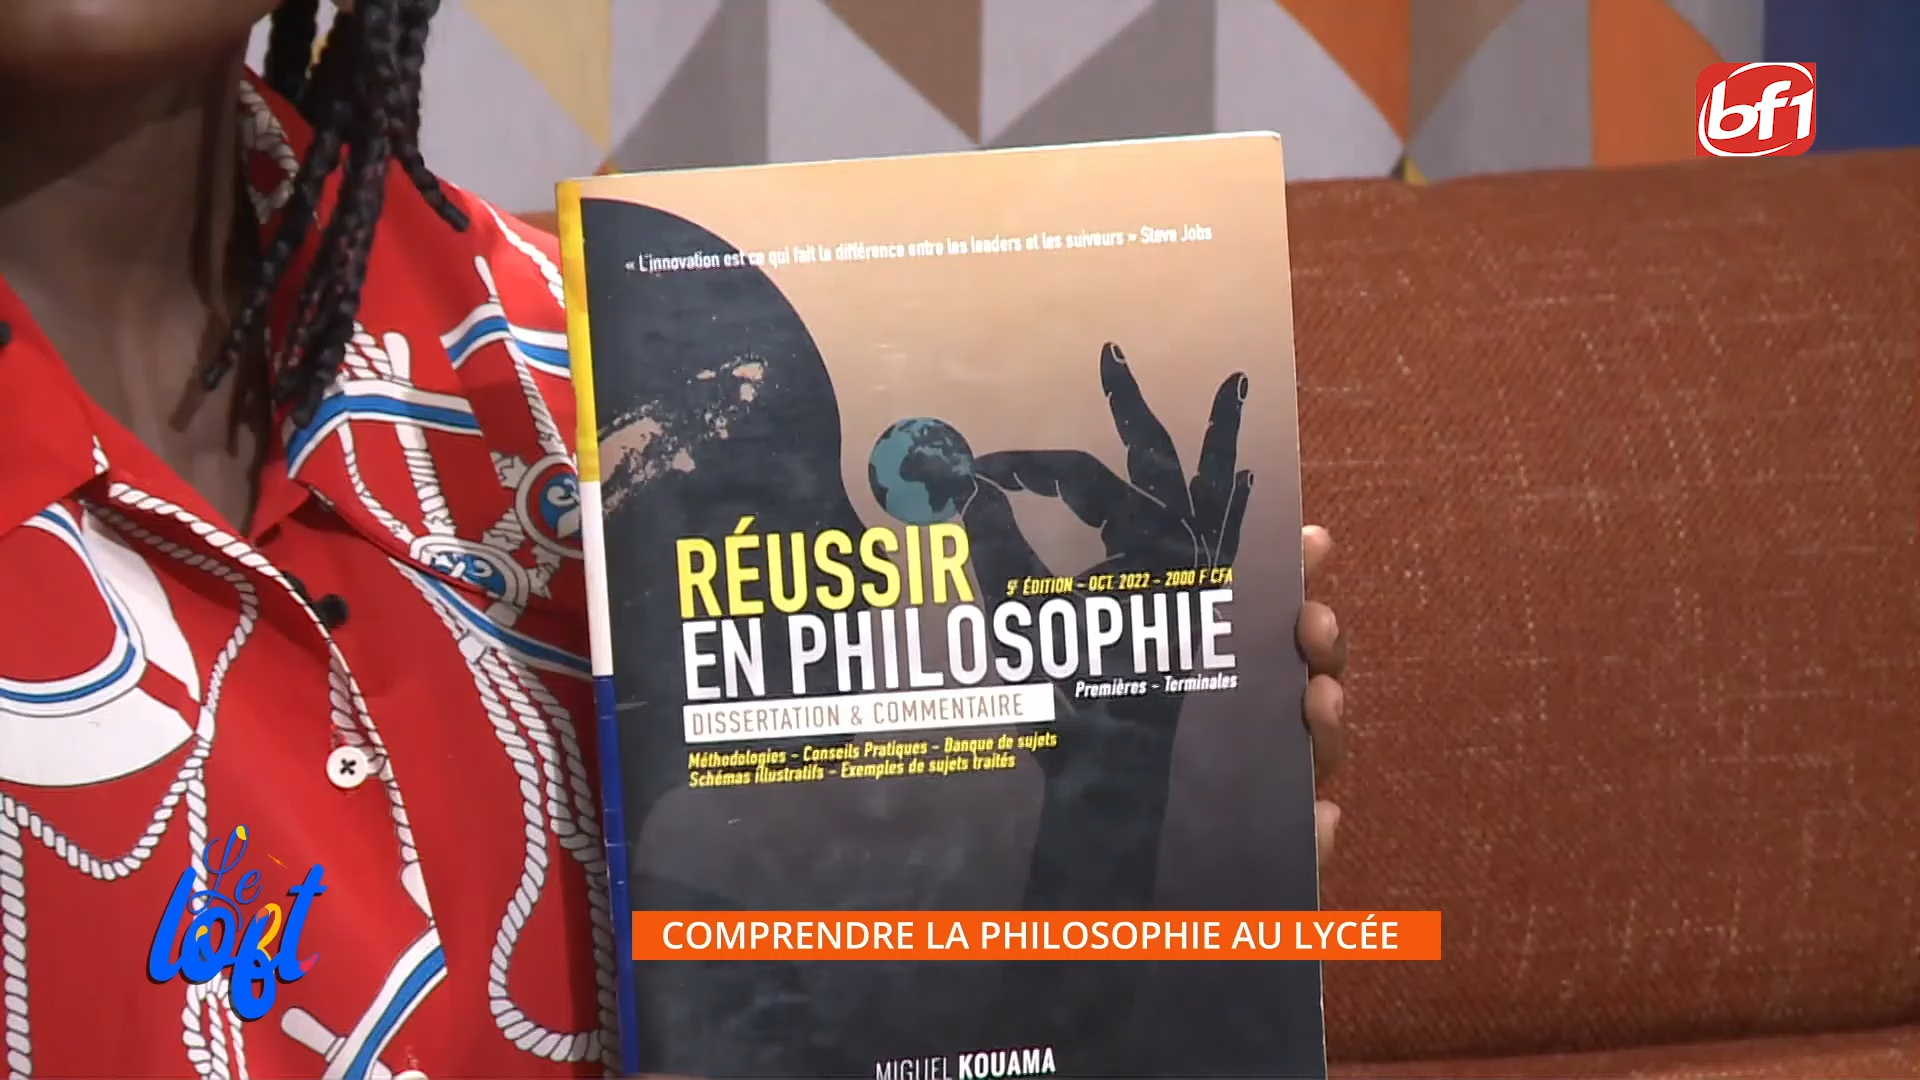 bf1
« L'innovation est ce qui fait la différence entre les leaders et les suiveurs » Steve Jobs
RÉUSSIR
5e ÉDITION - OCT 2022 - 2000 F CFA
EN PHILOSOPHIE
Premières - Terminales
DISSERTATION & COMMENTAIRE
Méthodologies - Conseils Pratiques - Banque de sujets
Schémas illustratifs - Exemples de sujets traités
Le
loft
COMPRENDRE LA PHILOSOPHIE AU LYCÉE
MIGUEL KOUAMA